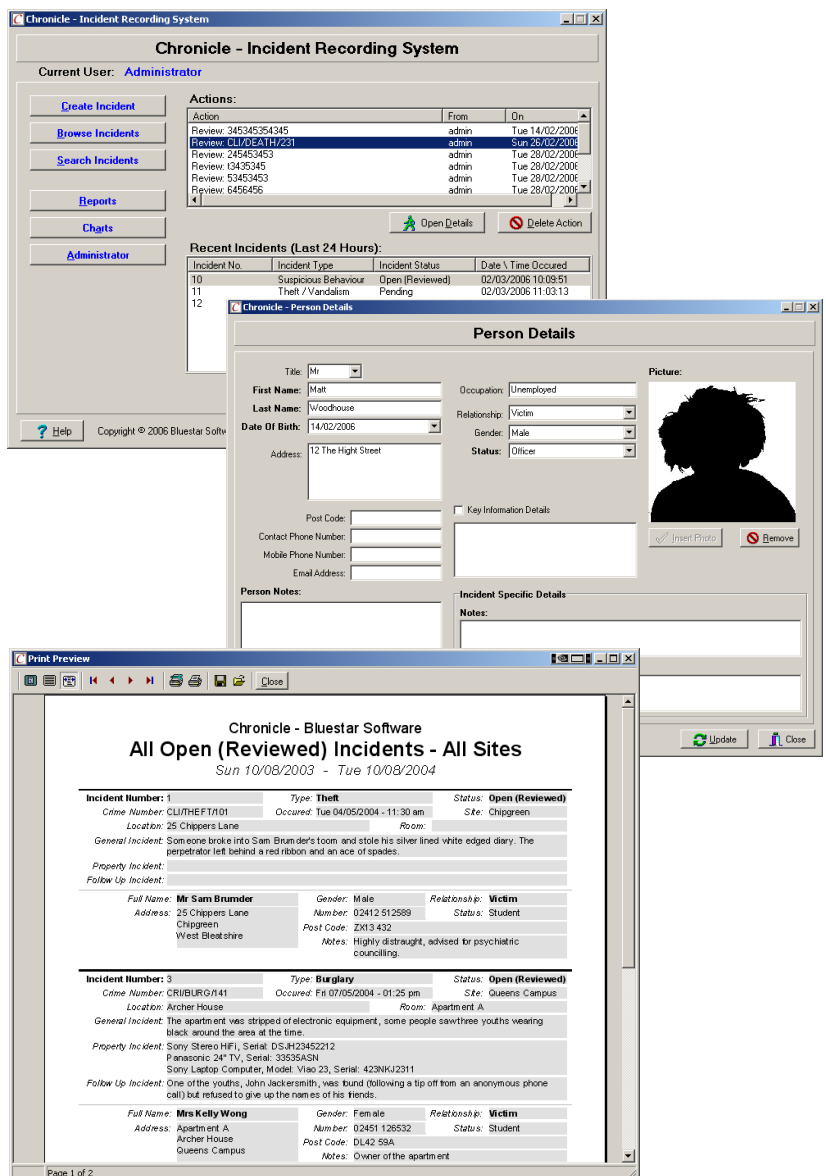 Chronicle - Incident Recording System
Chronicle - Incident Recording System
Current User: Administrator
Create Incident
Browse Incidents
Search Incidents
Reports
Charts
Administrator
Actions:
Action From On
Review: 345345354345 admin Tue 14/02/2006
Review: CLI/DEATH/231 admin Sun 26/02/2006
Review: 245453453 admin Tue 28/02/2006
Review: t3435345 admin Tue 28/02/2006
Review: 53453453 admin Tue 28/02/2006
Review: 6456456 admin Tue 28/02/2006
Open Details Delete Action
Recent Incidents (Last 24 Hours):
Incident No. Incident Type Incident Status Date \ Time Occured
10 Suspicious Behaviour Open (Reviewed) 02/03/2006 10:09:51
11 Theft / Vandalism Pending 02/03/2006 11:03:13
12
Help Copyright © 2006 Bluestar Softw
Chronicle - Person Details
Person Details
Title: Mr
First Name: Matt
Last Name: Woodhouse
Date Of Birth: 14/02/2006
Address: 12 The Hight Street
Post Code:
Contact Phone Number:
Mobile Phone Number:
Email Address:
Person Notes:
Occupation: Unemployed
Relationship: Victim
Gender: Male
Status: Officer
Key Information Details
Picture:
Insert Photo Remove
Incident Specific Details
Notes:
Update Close
Print Preview
Close
Chronicle - Bluestar Software
All Open (Reviewed) Incidents - All Sites
Sun 10/08/2003 - Tue 10/08/2004
Incident Number: 1 Type: Theft Status: Open (Reviewed)
Crime Number: CLI/THEFT/101 Occured: Tue 04/05/2004 - 11:30 am Site: Chipgreen
Location: 25 Chippers Lane Room:
General Incident: Someone broke into Sam Brumder's toom and stole his silver lined white edged diary. The
perpetrator left behind a red ribbon and an ace of spades.
Property Incident:
Follow Up Incident:
Full Name: Mr Sam Brumder Gender: Male Relationship: Victim
Address: 25 Chippers Lane Number: 02412 512589 Status: Student
Chipgreen Post Code: ZX13 432
West Bleatshire Notes: Highly distraught, advised for psychiatric
councilling.
Incident Number: 3 Type: Burglary Status: Open (Reviewed)
Crime Number: CRI/BURG/141 Occured: Fri 07/05/2004 - 01:25 pm Site: Queens Campus
Location: Archer House Room: Apartment A
General Incident: The apartment was stripped of electronic equipment, some people saw three youths wearing
black around the area at the time.
Property Incident: Sony Stereo HiFi, Serial: DSJH23452212
Panasonic 24" TV, Serial: 33535ASN
Sony Laptop Computer, Model: Viao 23, Serial: 423NKJ2311
Follow Up Incident: One of the youths, John Jackersmith, was found (following a tip off from an anonymous phone
call) but refused to give up the names of his friends.
Full Name: Mrs Kelly Wong Gender: Female Relationship: Victim
Address: Apartment A Number: 02451 126532 Status: Student
Archer House Post Code: DL42 59A
Queens Campus Notes: Owner of the apartment
Page 1 of 2